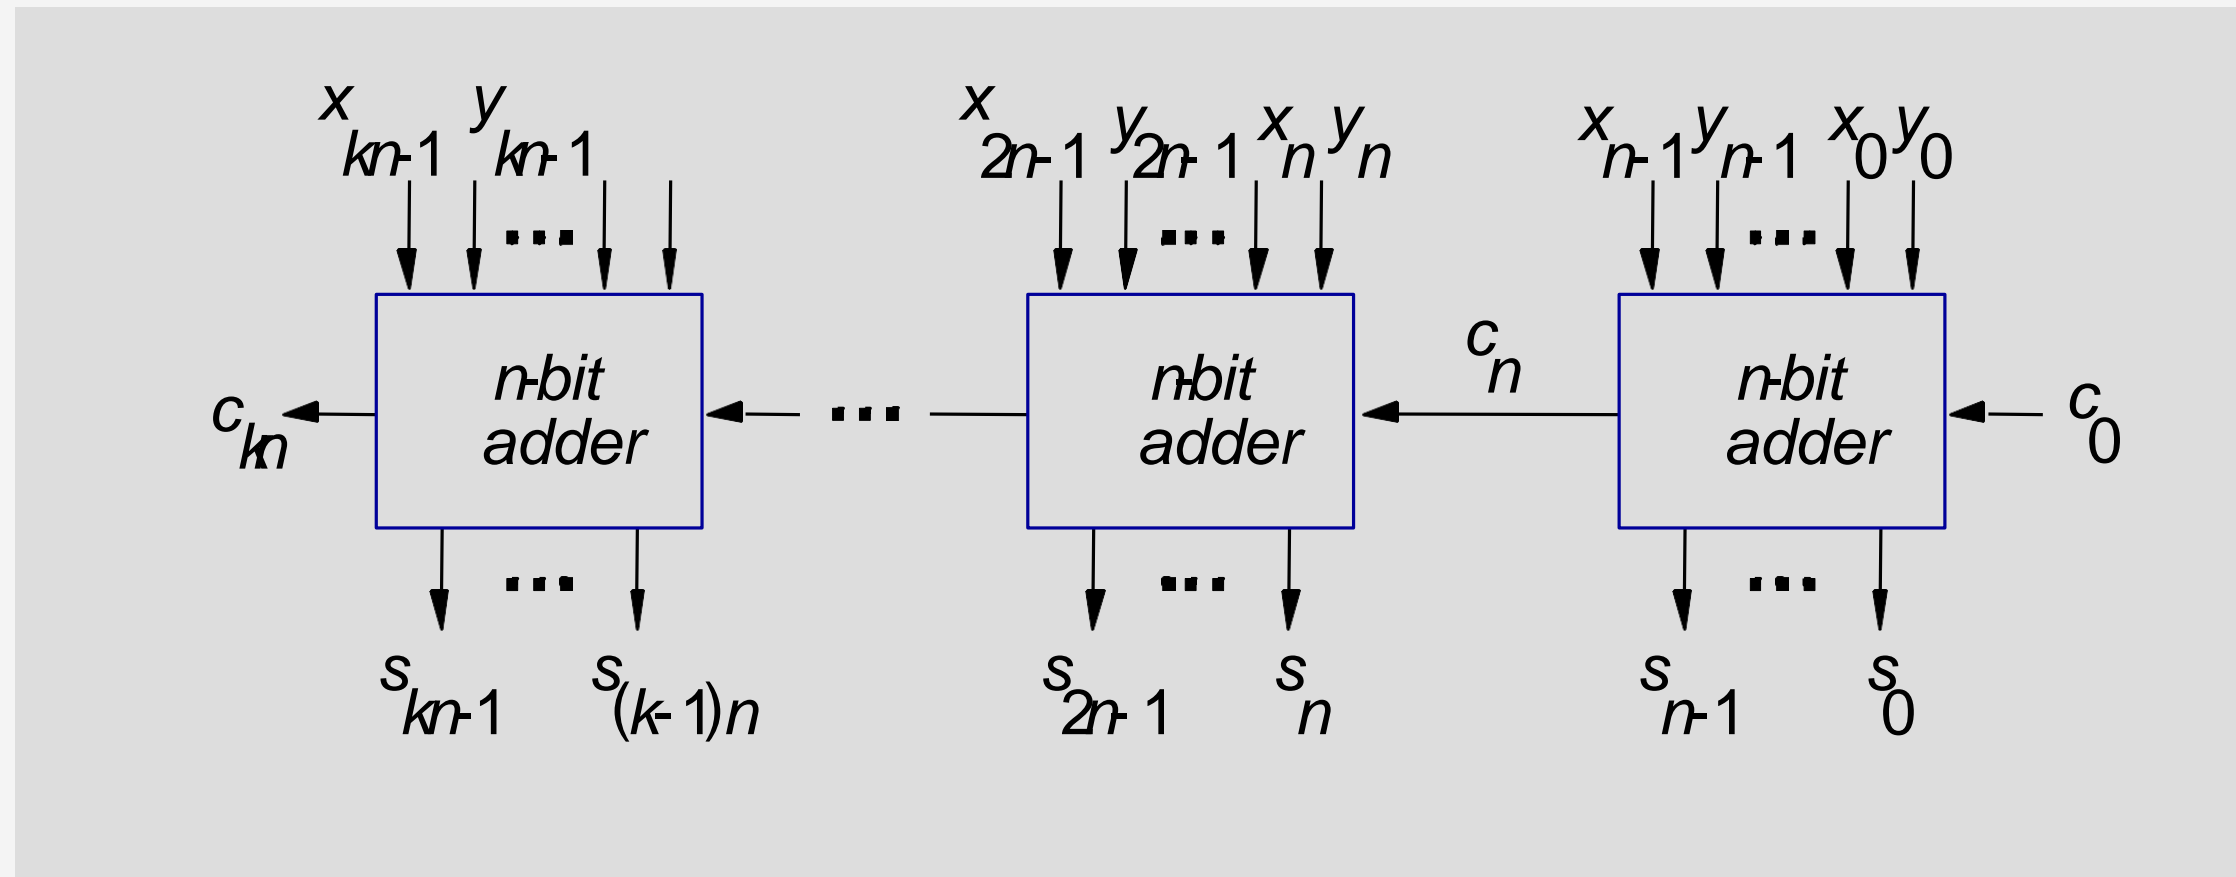 x kn-1 y kn-1 x 2n-1 y 2n-1 x n y n x n-1 y n-1 x 0 y 0
... ... ...
c n
n-bit n-bit n-bit
c kn ... c 0
adder adder adder
... ... ...
s kn-1 s (k-1)n s 2n-1 s n s n-1 s 0